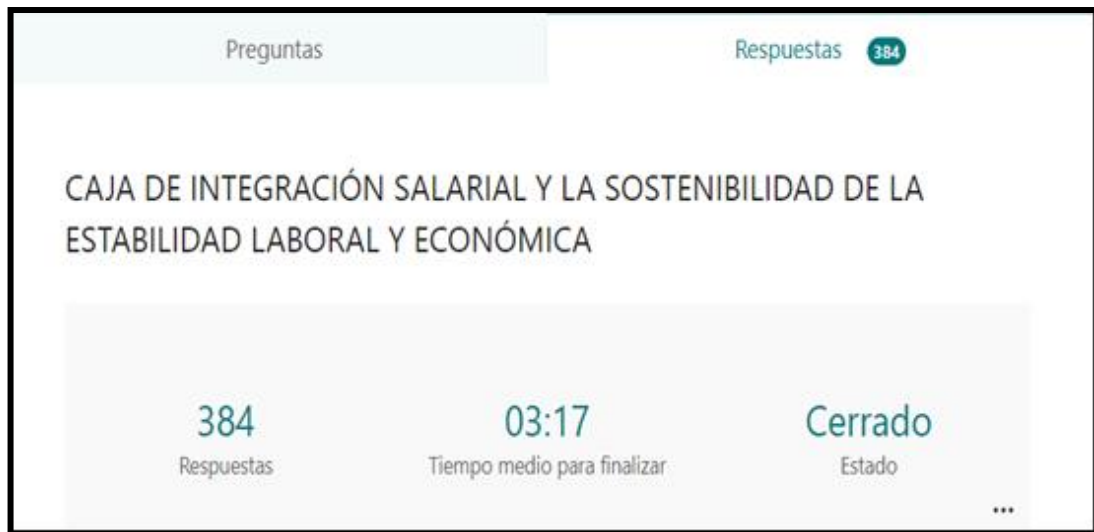 Preguntas
Respuestas 384
CAJA DE INTEGRACIÓN SALARIAL Y LA SOSTENIBILIDAD DE LA
ESTABILIDAD LABORAL Y ECONÓMICA
384
Respuestas
03:17
Tiempo medio para finalizar
Cerrado
Estado
...